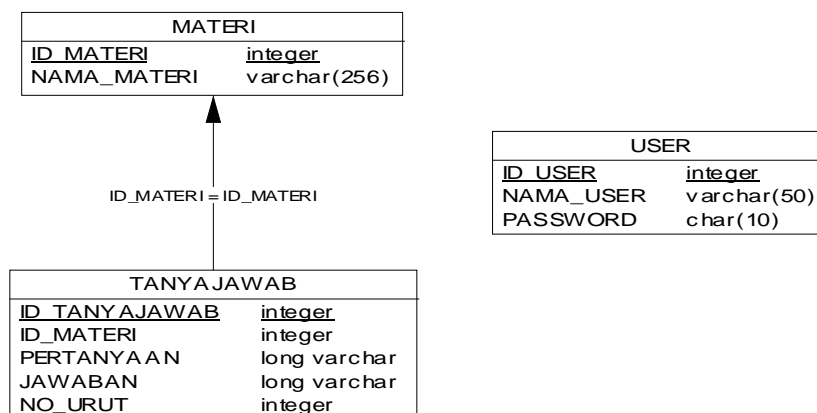 MATERI
ID_MATERI integer
NAMA_MATERI varchar(256)
ID_MATERI = ID_MATERI
USER
ID_USER integer
NAMA_USER varchar(50)
PASSWORD char(10)
TANYAJAWAB
ID_TANYAJAWAB integer
ID_MATERI integer
PERTANYAAN long varchar
JAWABAN long varchar
NO_URUT integer